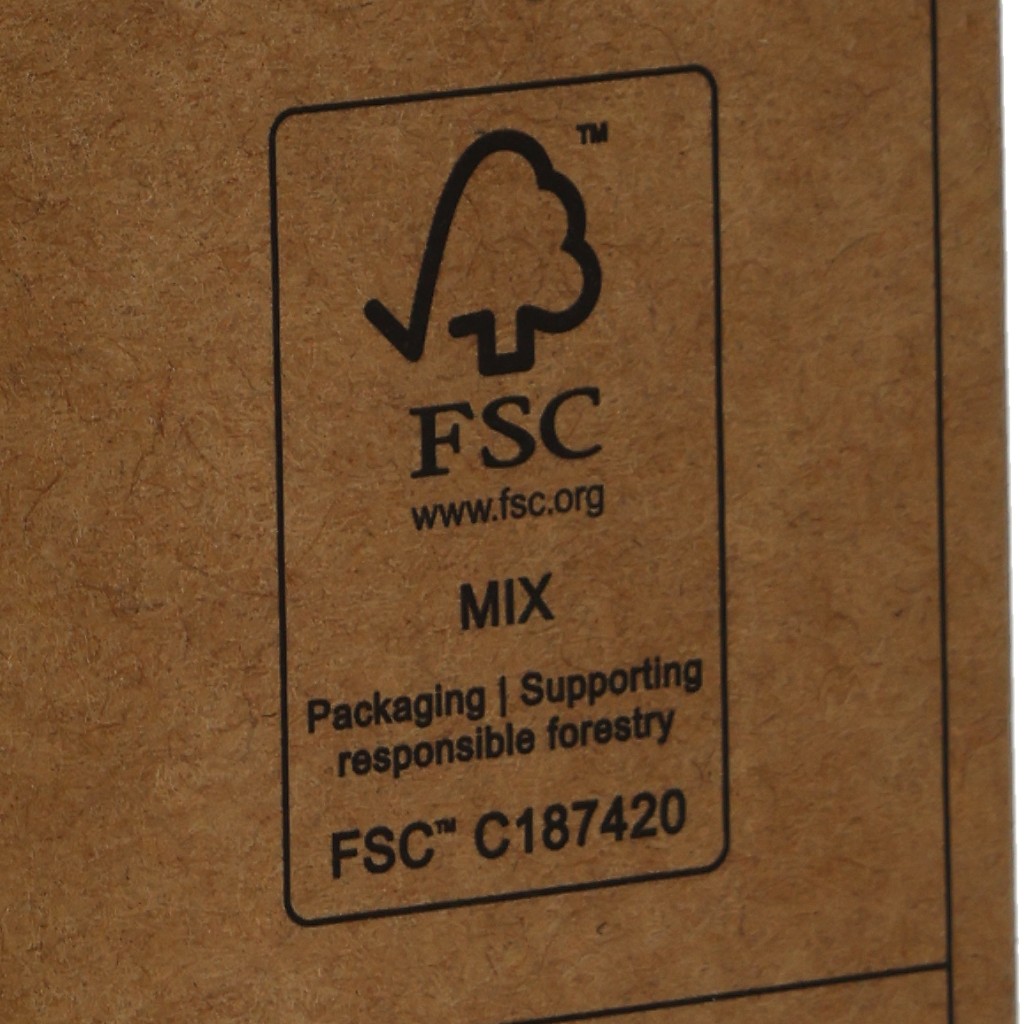 TM
FSC
www.fsc.org
MIX
Packaging | Supporting
responsible forestry
FSC™ C187420